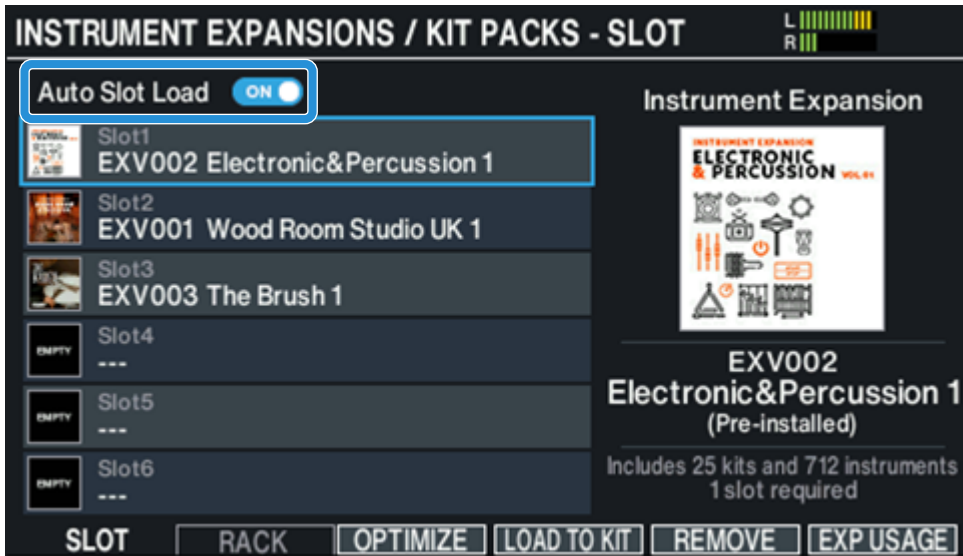 INSTRUMENT EXPANSIONS / KIT PACKS - SLOT
L
R
Auto Slot Load ON
Slot1
EXV002 Electronic&Percussion 1
Slot2
EXV001 Wood Room Studio UK 1
Slot3
EXV003 The Brush 1
EMPTY
Slot4
---
EMPTY
Slot5
---
EMPTY
Slot6
---
Instrument Expansion
INSTRUMENT EXPANSION
ELECTRONIC
& PERCUSSION VOL.01
EXV002
Electronic&Percussion 1
(Pre-installed)
Includes 25 kits and 712 instruments
1 slot required
SLOT RACK OPTIMIZE LOAD TO KIT REMOVE EXP USAGE